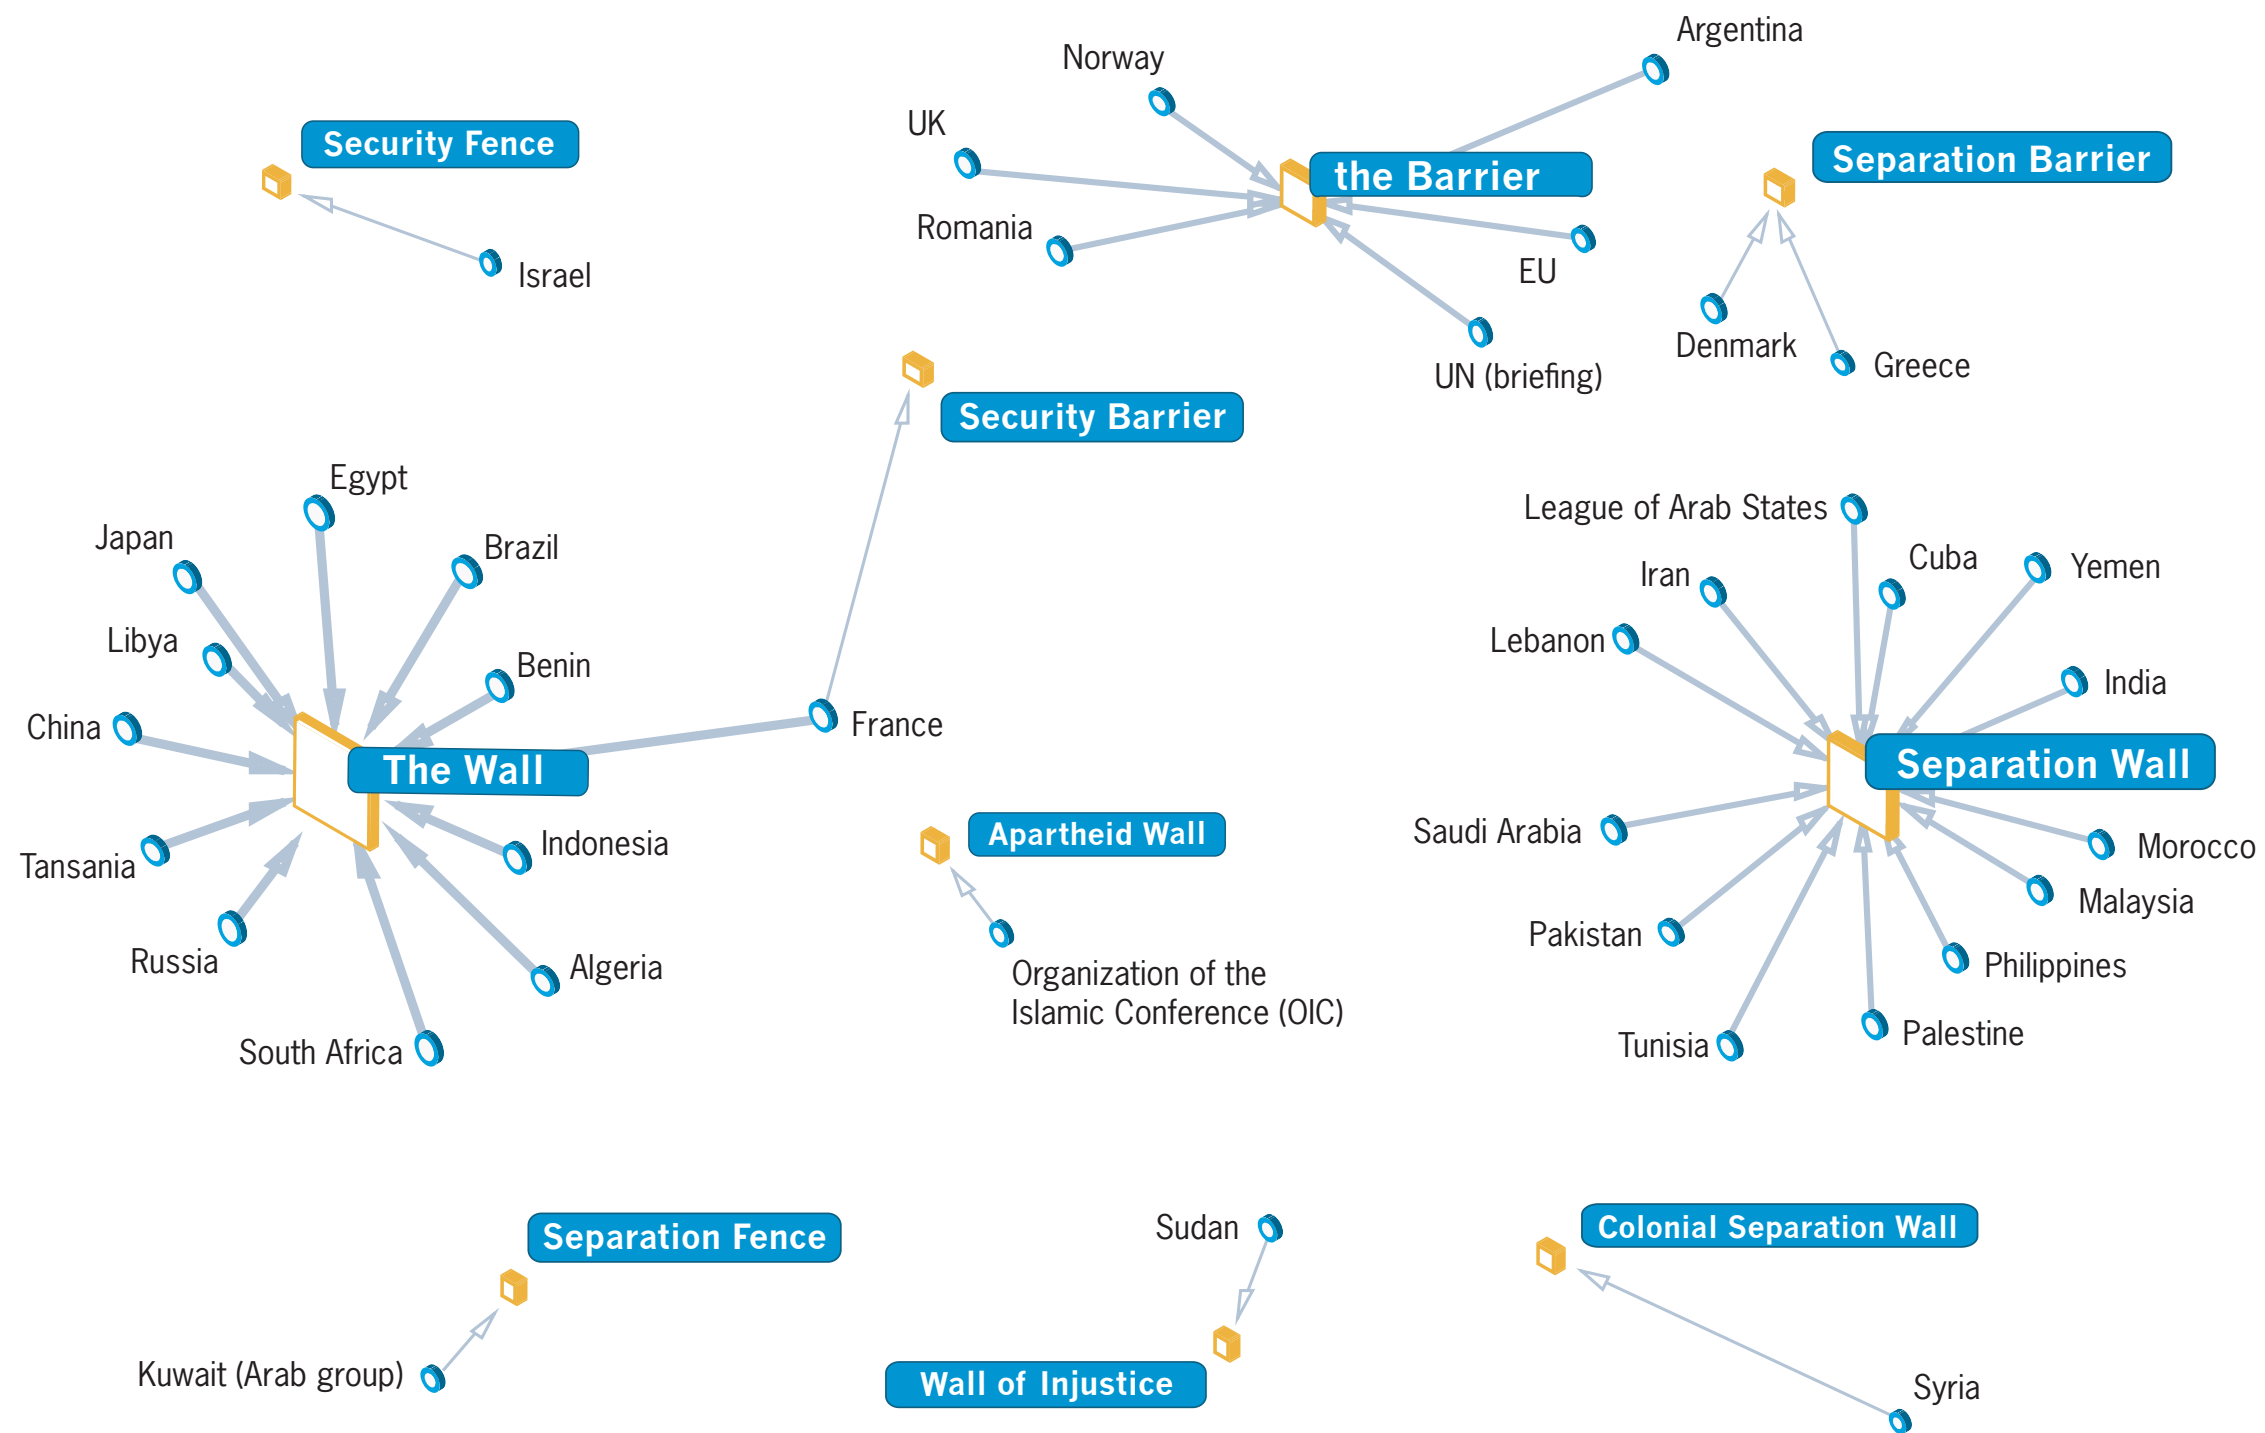 Argentina
Norway
UK
Security Fence
the Barrier
Separation Barrier
Romania
Israel
EU
Denmark
Greece
UN (briefing)
Security Barrier
Egypt
Japan
Brazil
Libya
Benin
China
France
The Wall
Tansania
Indonesia
Russia
Algeria
South Africa
League of Arab States
Cuba
Yemen
Iran
Lebanon
India
Separation Wall
Saudi Arabia
Morocco
Malaysia
Pakistan
Philippines
Tunisia
Palestine
Apartheid Wall
Organization of the
Islamic Conference (OIC)
Separation Fence
Kuwait (Arab group)
Sudan
Wall of Injustice
Colonial Separation Wall
Syria